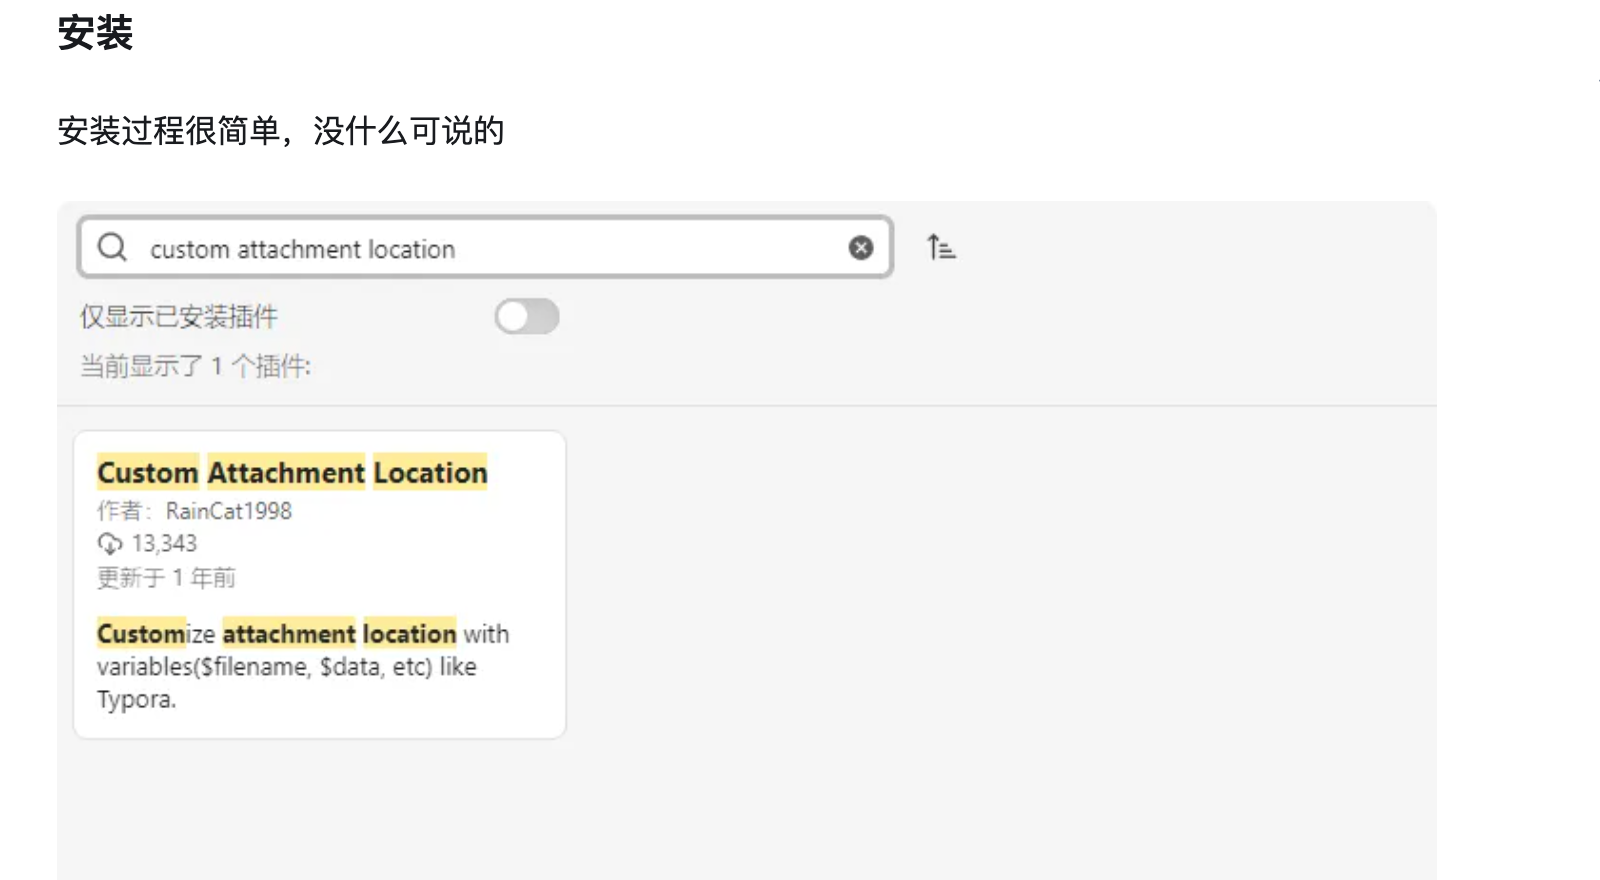 安装
安装过程很简单，没什么可说的
custom attachment location
仅显示已安装插件
当前显示了 1 个插件:
Custom Attachment Location
作者：RainCat1998
13,343
更新于 1 年前
Customize attachment location with
variables($filename, $data, etc) like
Typora.